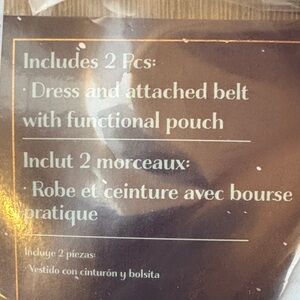 Includes 2 Pcs:
· Dress and attached belt
with functional pouch
Inclut 2 morceaux:
· Robe et ceinture avec bourse
pratique
Incluye 2 piezas:
· Vestido con cinturón y bolsita